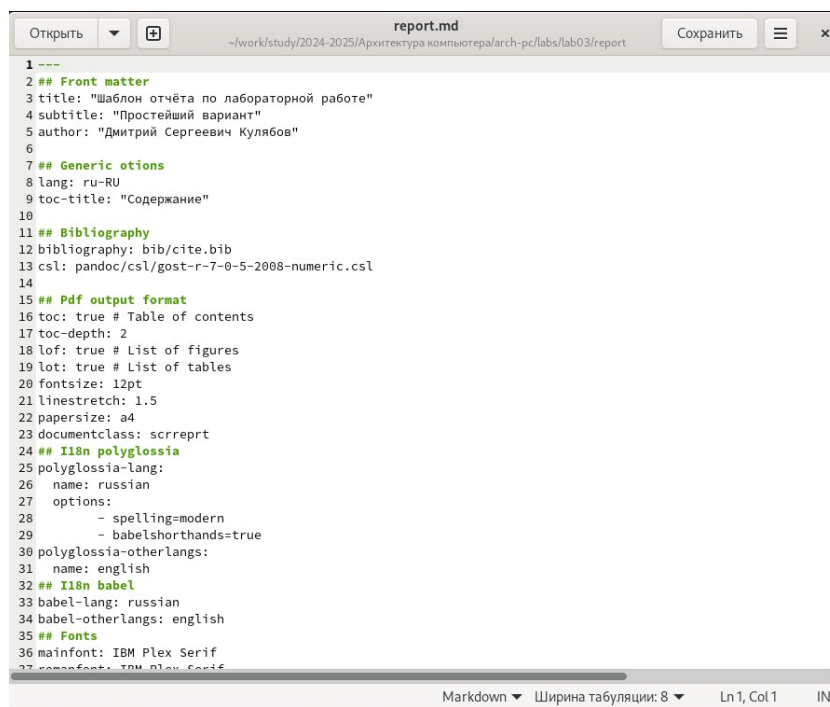 Открыть
report.md
~/work/study/2024-2025/Архитектура компьютера/arch-pc/labs/lab03/report
Сохранить
1 ---
2 ## Front matter
3 title: "Шаблон отчёта по лабораторной работе"
4 subtitle: "Простейший вариант"
5 author: "Дмитрий Сергеевич Кулябов"
6
7 ## Generic otions
8 lang: ru-RU
9 toc-title: "Содержание"
10
11 ## Bibliography
12 bibliography: bib/cite.bib
13 csl: pandoc/csl/gost-r-7-0-5-2008-numeric.csl
14
15 ## Pdf output format
16 toc: true # Table of contents
17 toc-depth: 2
18 lof: true # List of figures
19 lot: true # List of tables
20 fontsize: 12pt
21 linestretch: 1.5
22 papersize: a4
23 documentclass: scrreprt
24 ## I18n polyglossia
25 polyglossia-lang:
26   name: russian
27   options:
28         - spelling=modern
29         - babelshorthands=true
30 polyglossia-otherlangs:
31   name: english
32 ## I18n babel
33 babel-lang: russian
34 babel-otherlangs: english
35 ## Fonts
36 mainfont: IBM Plex Serif
37 romanfont: IBM Plex Serif
Markdown Ширина табуляции: 8 Ln 1, Col 1 IN